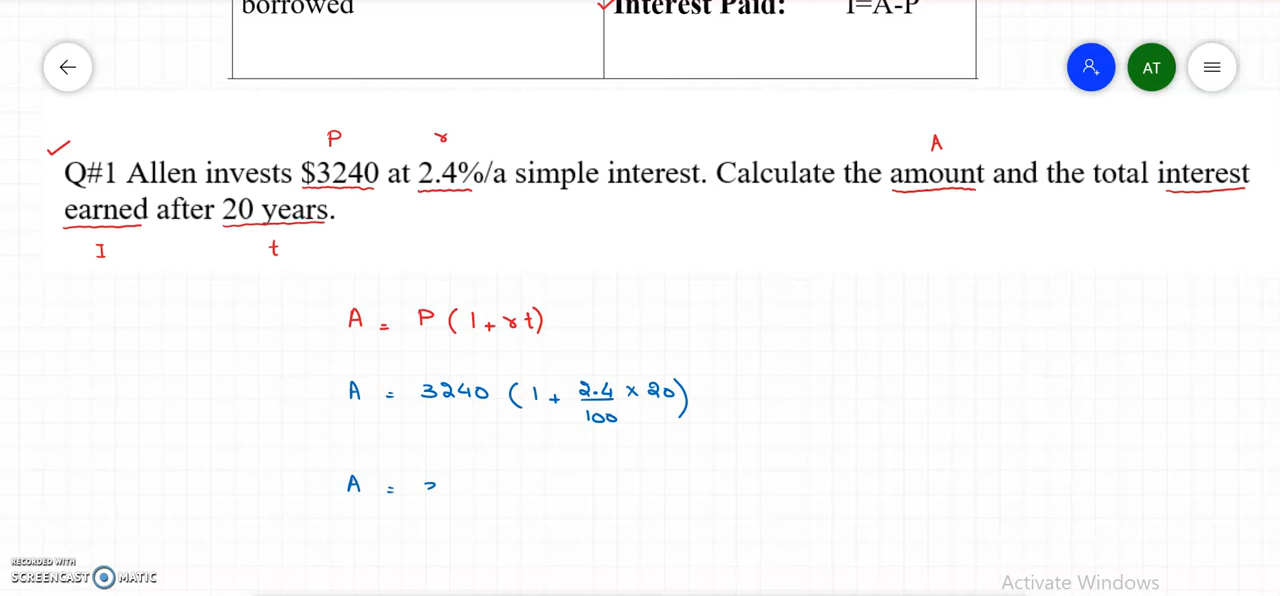 borrowed
Interest Paid: I=A-P
AT
P r A
Q#1 Allen invests $3240 at 2.4%/a simple interest. Calculate the amount and the total interest
earned after 20 years.
I t
A = P ( 1 + r t )
A = 3240 ( 1 + 2.4/100 × 20 )
A =
RECORDED WITH
SCREENCAST MATIC
Activate Windows